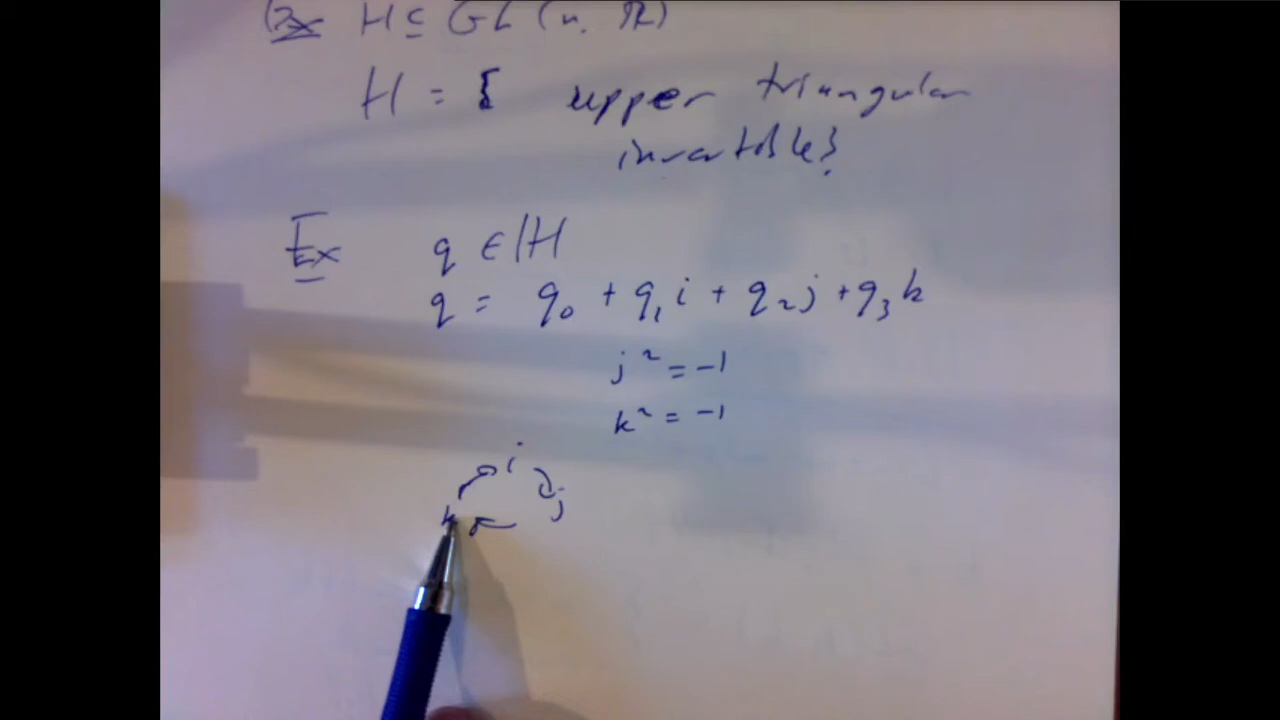 Ex H ⊆ GL(n, ℝ)
H = { upper triangular
invertible}
Ex q ∈ ℍ
q = q₀ + q₁i + q₂j + q₃k
j² = -1
k² = -1
i
j
k